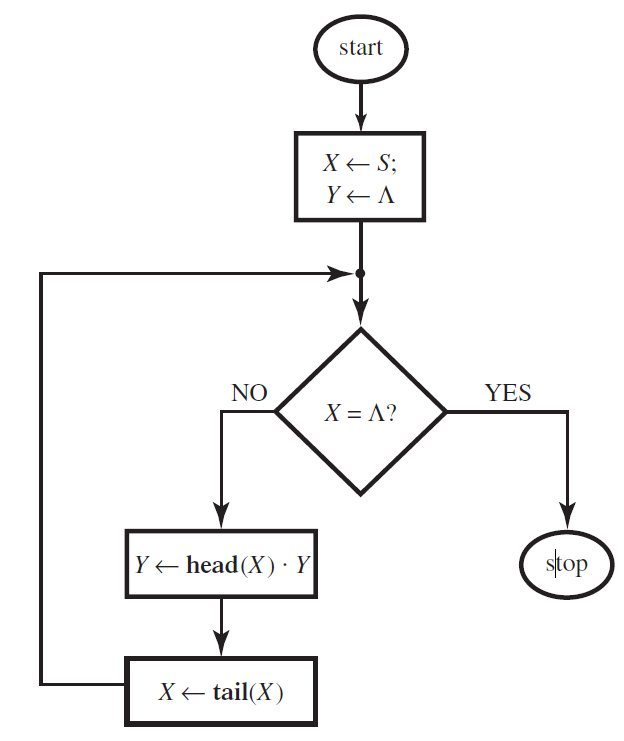 start
X ← S;
Y ← Λ
NO
YES
X = Λ?
Y ← head(X) · Y
stop
X ← tail(X)